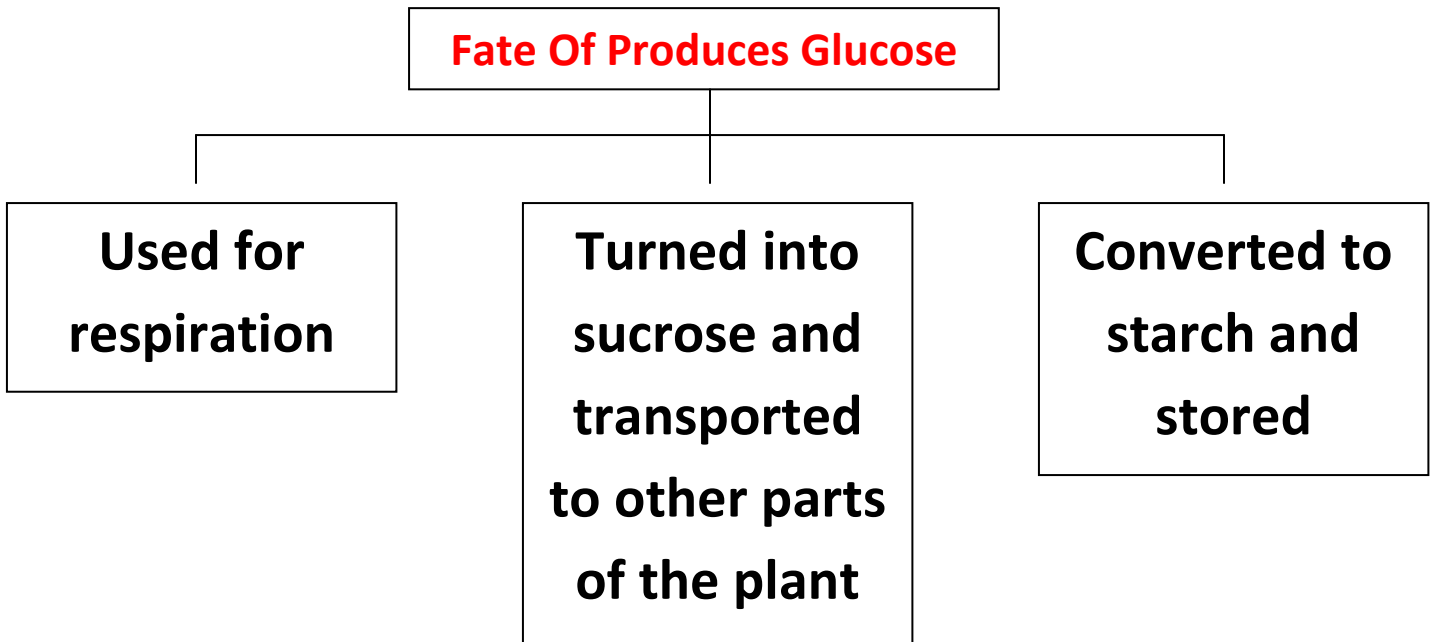 Fate Of Produces Glucose
Used for
respiration
Turned into
sucrose and
transported
to other parts
of the plant
Converted to
starch and
stored